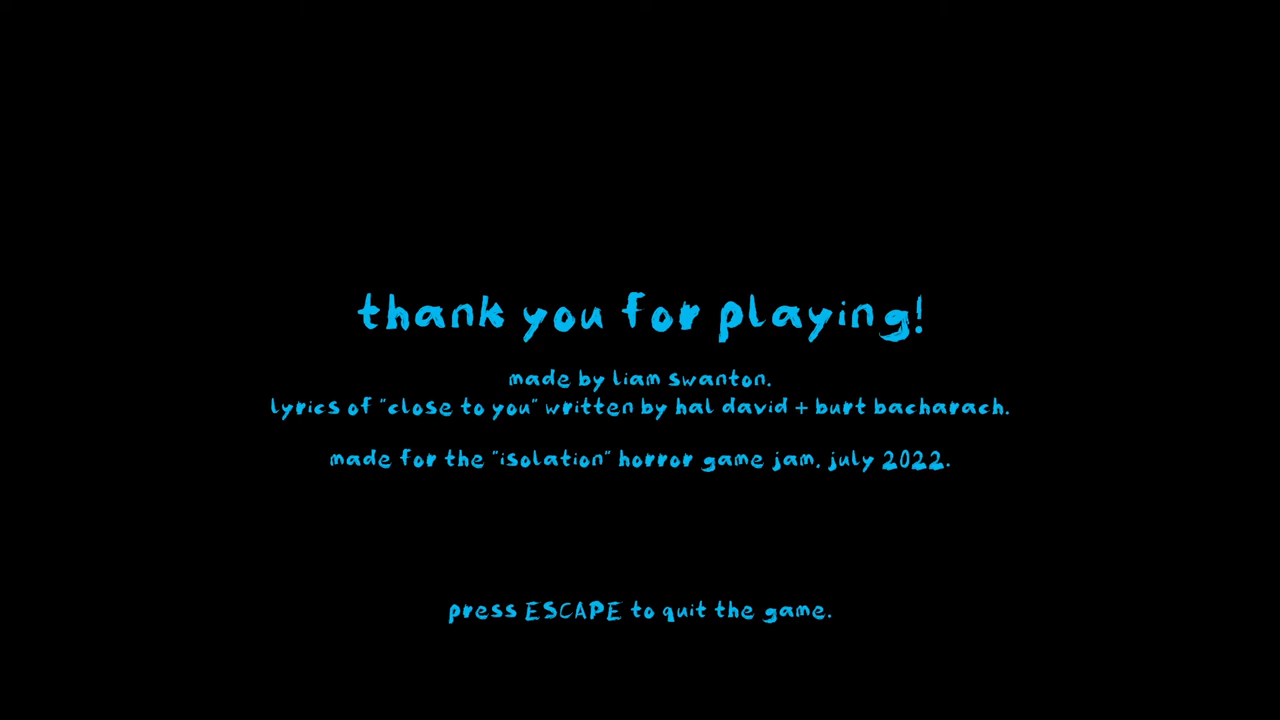 thank you for playing!
made by liam swanton.
lyrics of "close to you" written by hal david + burt bacharach.
made for the "isolation" horror game jam, july 2022.
press ESCAPE to quit the game.